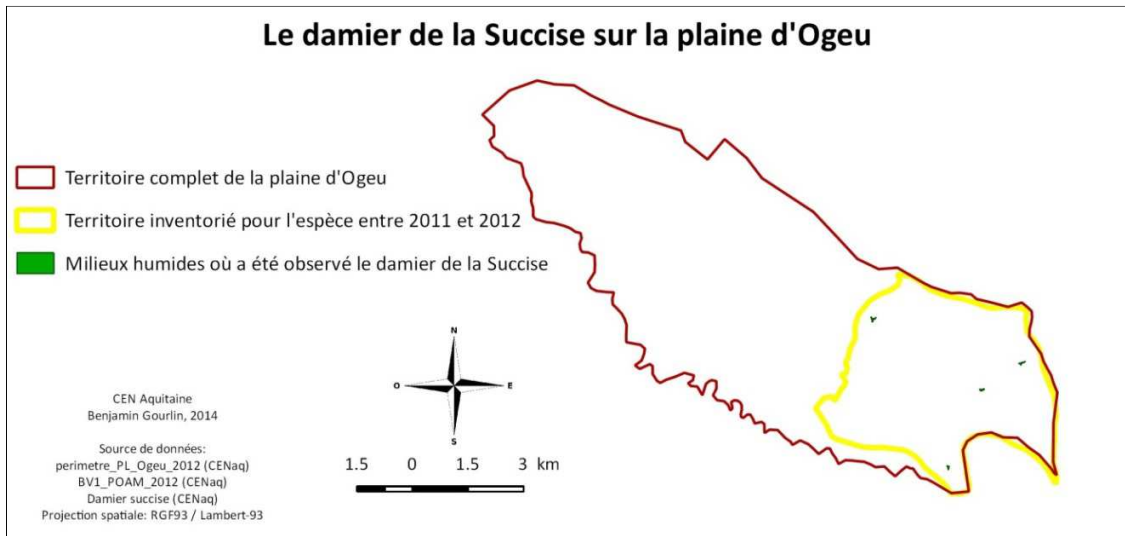 Le damier de la Succise sur la plaine d'Ogeu
Territoire complet de la plaine d'Ogeu
Territoire inventorié pour l'espèce entre 2011 et 2012
Milieux humides où a été observé le damier de la Succise
N
O
E
S
CEN Aquitaine
Benjamin Gourlin, 2014
Source de données:
perimetre_PL_Ogeu_2012 (CENaq)
BV1_POAM_2012 (CENaq)
Damier succise (CENaq)
Projection spatiale: RGF93 / Lambert-93
1.5 0 1.5 3 km